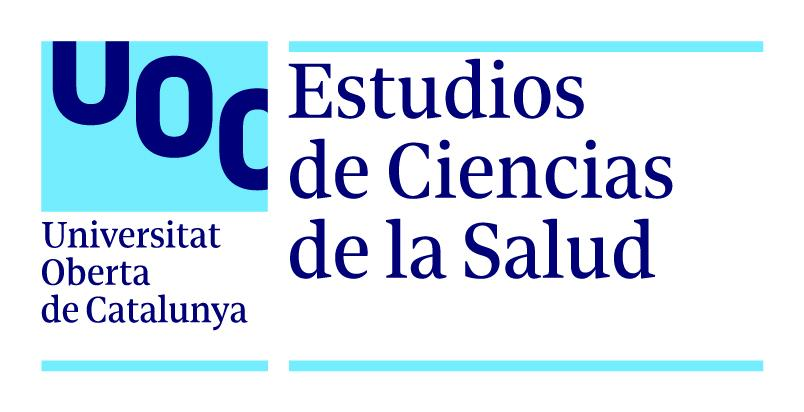 UOC
Universitat
Oberta
de Catalunya
Estudios
de Ciencias
de la Salud